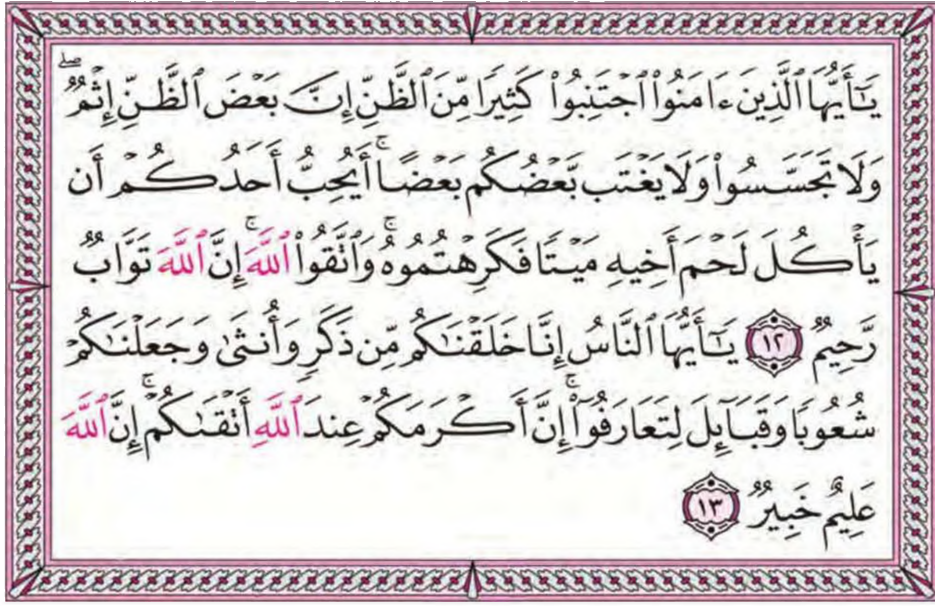 يَـٰٓأَيُّهَا ٱلَّذِينَ ءَامَنُوا۟ ٱجْتَنِبُوا۟ كَثِيرًا مِّنَ ٱلظَّنِّ إِنَّ بَعْضَ ٱلظَّنِّ إِثْمٌ ۖ
وَلَا تَجَسَّسُوا۟ وَلَا يَغْتَب بَّعْضُكُم بَعْضًا ۚ أَيُحِبُّ أَحَدُكُمْ أَن
يَأْكُلَ لَحْمَ أَخِيهِ مَيْتًا فَكَرِهْتُمُوهُ ۚ وَٱتَّقُوا۟ ٱللَّهَ ۚ إِنَّ ٱللَّهَ تَوَّابٌ
رَّحِيمٌ ١٢ يَـٰٓأَيُّهَا ٱلنَّاسُ إِنَّا خَلَقْنَـٰكُم مِّن ذَكَرٍ وَأُنثَىٰ وَجَعَلْنَـٰكُمْ
شُعُوبًا وَقَبَآئِلَ لِتَعَارَفُوٓا۟ ۚ إِنَّ أَكْرَمَكُمْ عِندَ ٱللَّهِ أَتْقَىٰكُمْ ۚ إِنَّ ٱللَّهَ
عَلِيمٌ خَبِيرٌ ١٣